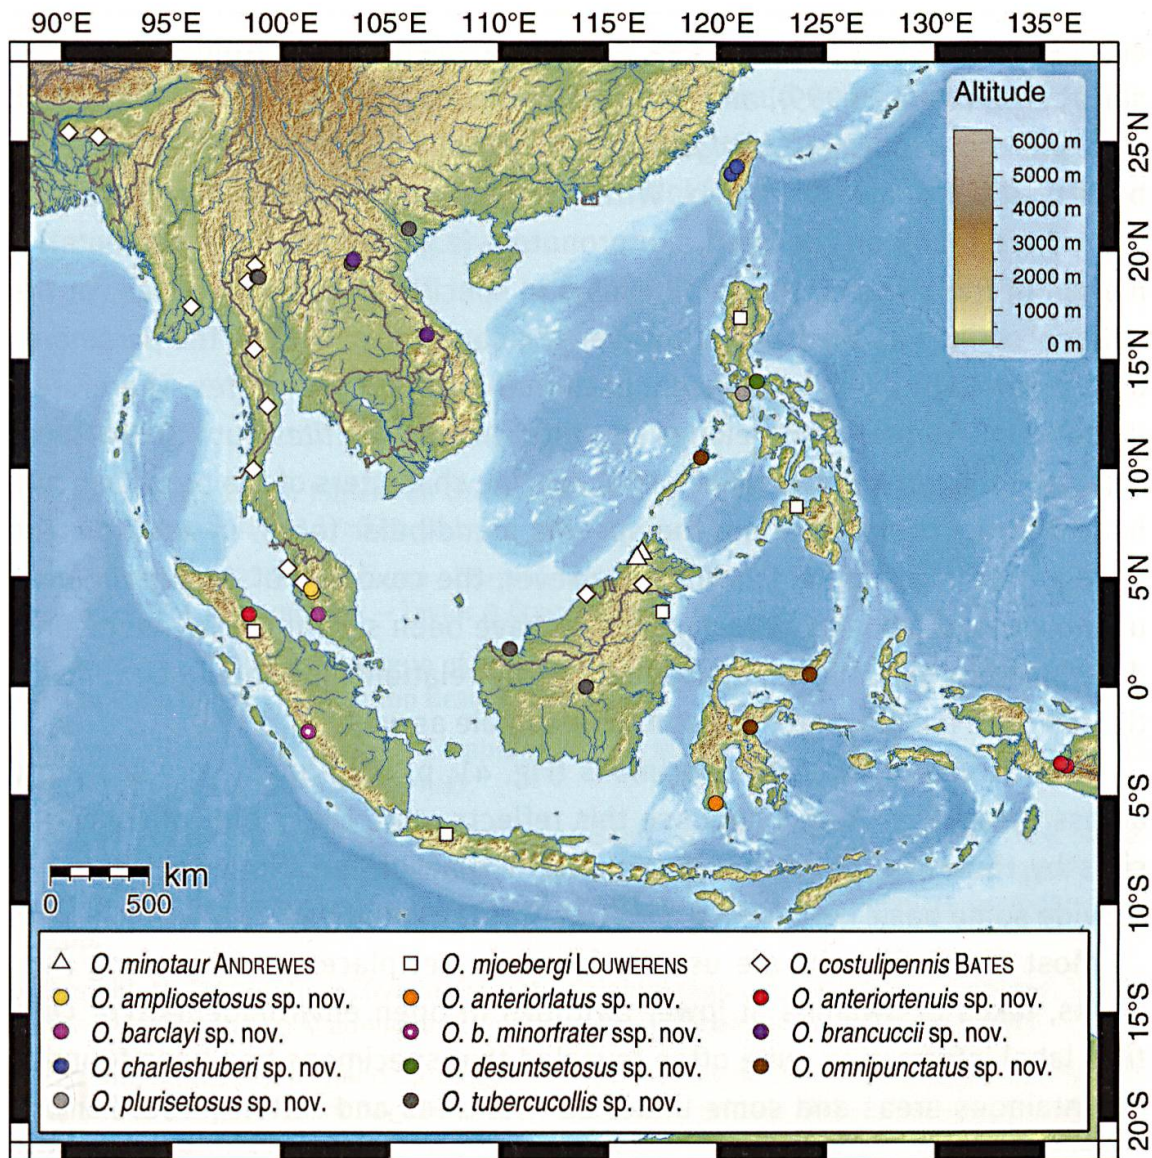 90°E 95°E 100°E 105°E 110°E 115°E 120°E 125°E 130°E 135°E
Altitude
6000 m
5000 m
4000 m
3000 m
2000 m
1000 m
0 m
25°N
20°N
15°N
10°N
5°N
0°
5°S
10°S
15°S
20°S
km
0 500
O. minotaur ANDREWES O. mjoebergi LOUWERENS O. costulipennis BATES
O. ampliosetosus sp. nov. O. anteriorlatus sp. nov. O. anteriortenuis sp. nov.
O. barclayi sp. nov. O. b. minorfrater ssp. nov. O. brancuccii sp. nov.
O. charleshuberi sp. nov. O. desuntsetosus sp. nov. O. omnipunctatus sp. nov.
O. plurisetosus sp. nov. O. tubercucollis sp. nov.